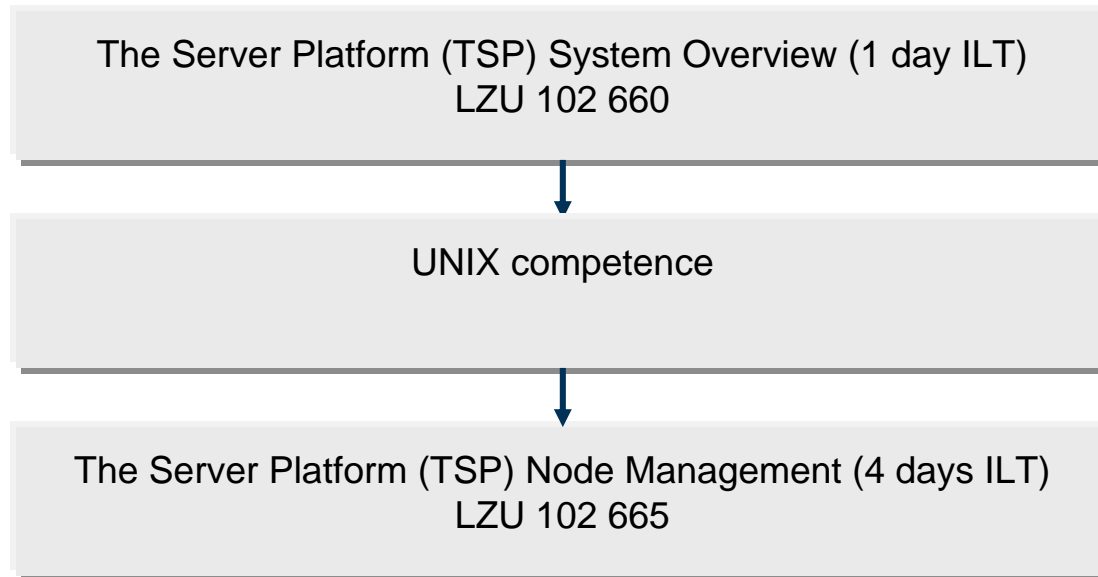 The Server Platform (TSP) System Overview (1 day ILT)
LZU 102 660
UNIX competence
The Server Platform (TSP) Node Management (4 days ILT)
LZU 102 665